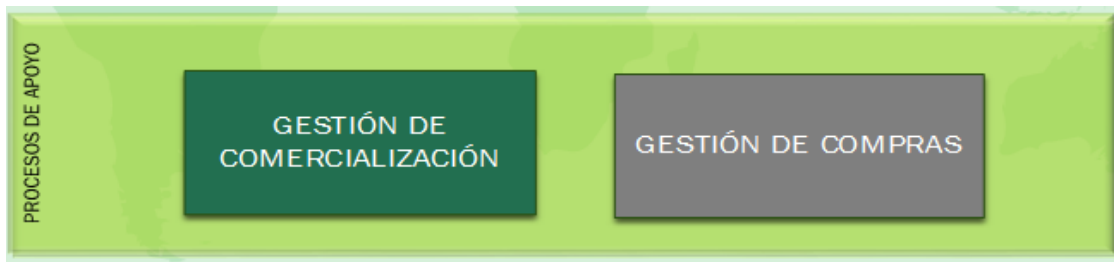 PROCESOS DE APOYO
GESTIÓN DE
COMERCIALIZACIÓN
GESTIÓN DE COMPRAS